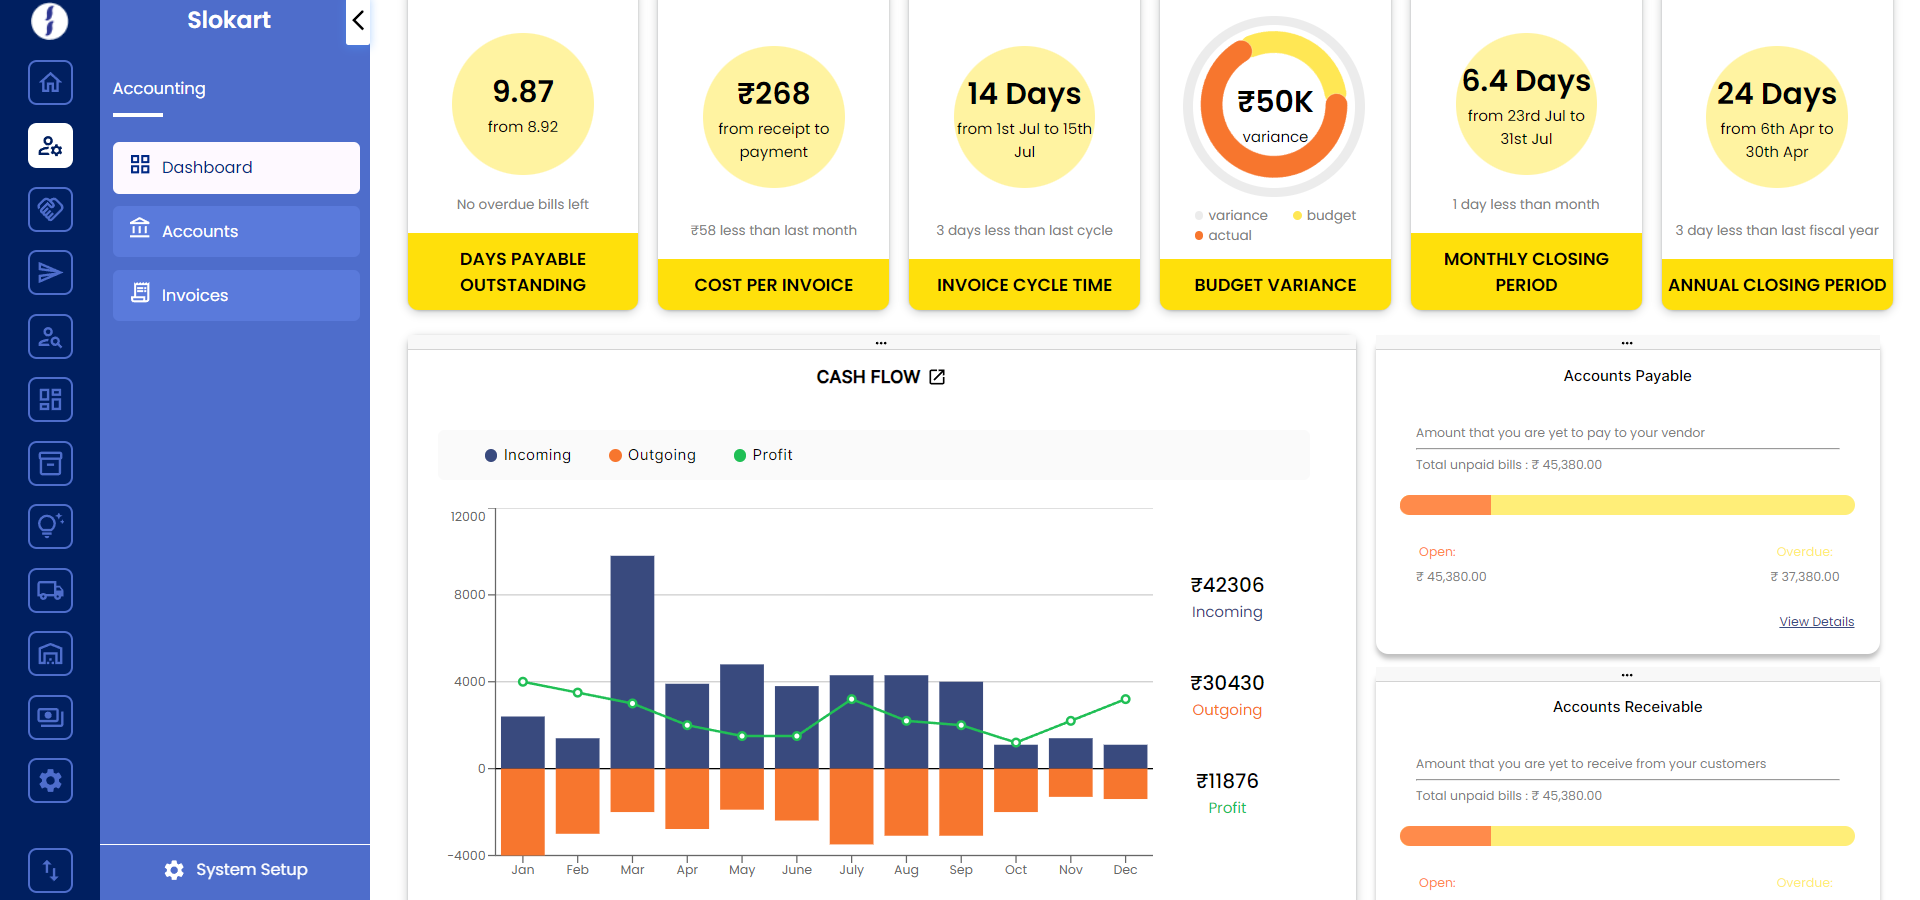 Slokart
Accounting
Dashboard
Accounts
Invoices
System Setup
9.87
from 8.92
No overdue bills left
DAYS PAYABLE
OUTSTANDING
₹268
from receipt to
payment
₹58 less than last month
COST PER INVOICE
14 Days
from 1st Jul to 15th
Jul
3 days less than last cycle
INVOICE CYCLE TIME
₹50K
variance
variance budget
actual
BUDGET VARIANCE
6.4 Days
from 23rd Jul to
31st Jul
1 day less than month
MONTHLY CLOSING
PERIOD
24 Days
from 6th Apr to
30th Apr
3 day less than last fiscal year
ANNUAL CLOSING PERIOD
CASH FLOW
Incoming Outgoing Profit
12000
8000
4000
0
-4000
Jan Feb Mar Apr May June July Aug Sep Oct Nov Dec
₹42306
Incoming
₹30430
Outgoing
₹11876
Profit
Accounts Payable
Amount that you are yet to pay to your vendor
Total unpaid bills : ₹ 45,380.00
Open: Overdue:
₹ 45,380.00 ₹ 37,380.00
View Details
Accounts Receivable
Amount that you are yet to receive from your customers
Total unpaid bills : ₹ 45,380.00
Open: Overdue: